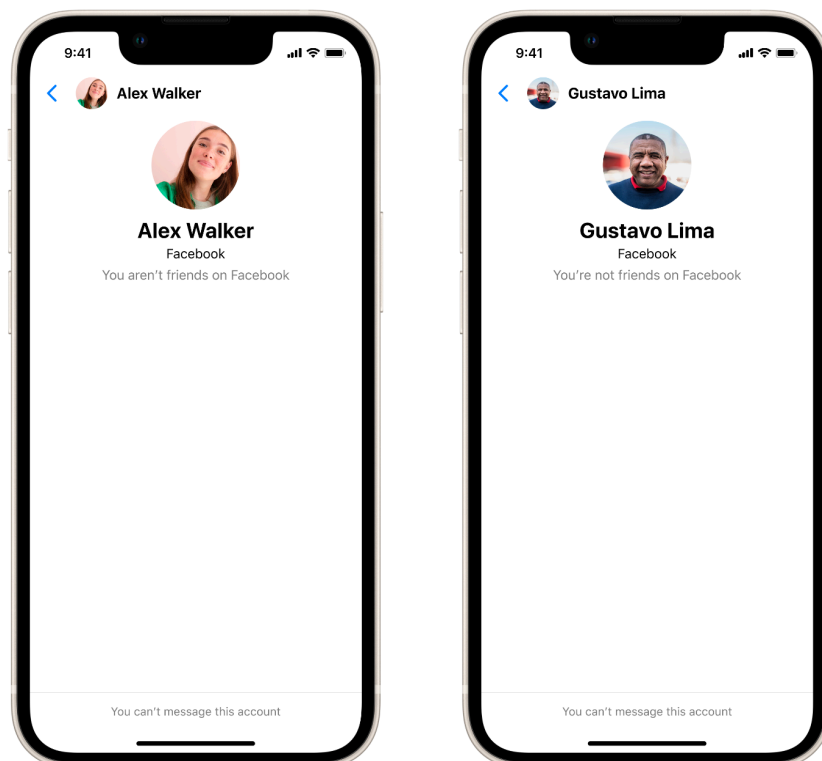 9:41
Alex Walker
Alex Walker
Facebook
You aren't friends on Facebook
You can't message this account
9:41
Gustavo Lima
Gustavo Lima
Facebook
You're not friends on Facebook
You can't message this account